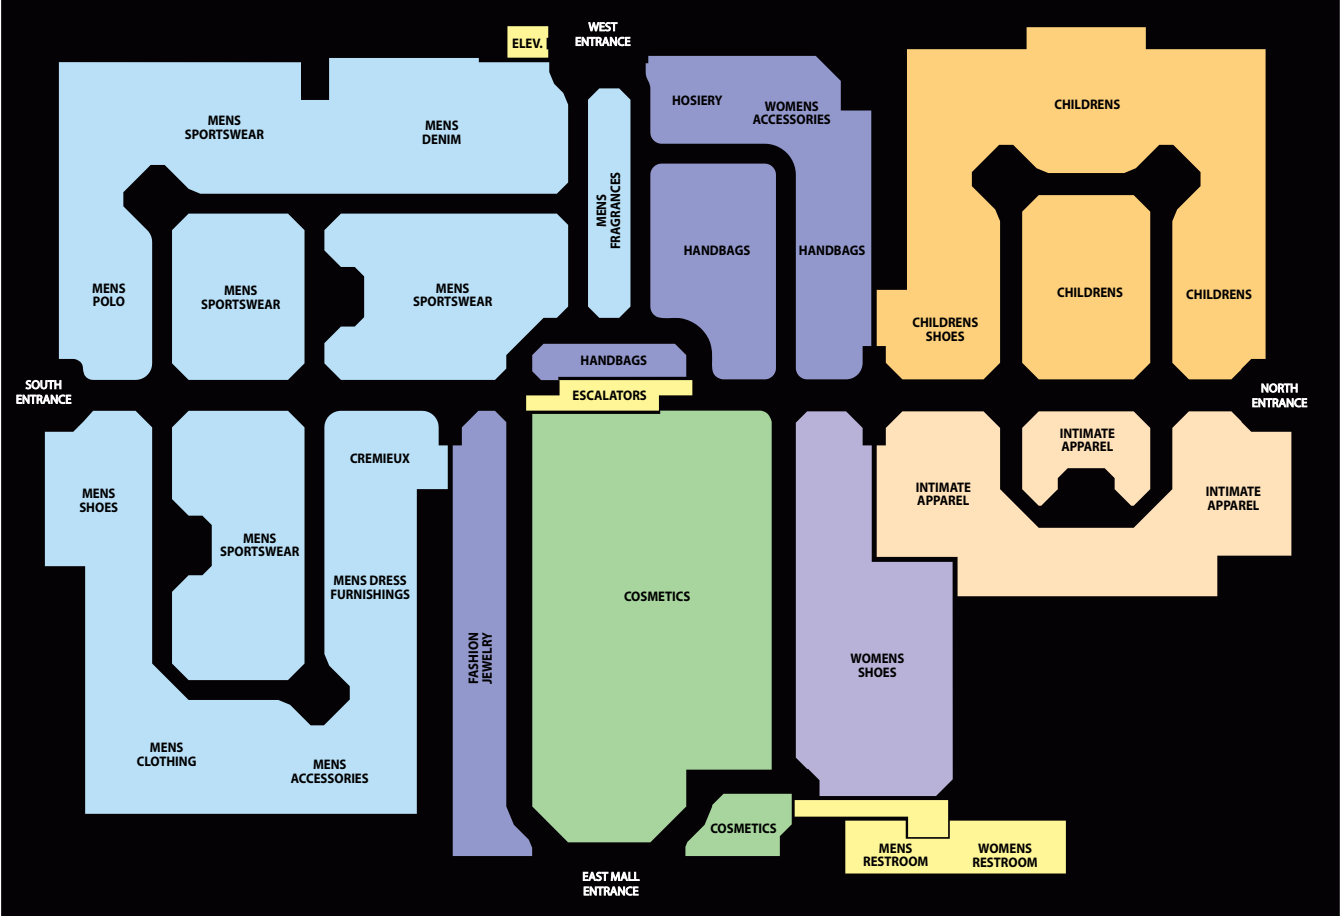 WEST
ENTRANCE
ELEV.
HOSIERY
WOMENS
ACCESSORIES
CHILDRENS
MENS
SPORTSWEAR
MENS
DENIM
MENS
FRAGRANCES
HANDBAGS
HANDBAGS
MENS
POLO
MENS
SPORTSWEAR
MENS
SPORTSWEAR
CHILDRENS
CHILDRENS
CHILDRENS
SHOES
HANDBAGS
SOUTH
ENTRANCE
ESCALATORS
NORTH
ENTRANCE
CREMIEUX
INTIMATE
APPAREL
MENS
SHOES
INTIMATE
APPAREL
INTIMATE
APPAREL
MENS
SPORTSWEAR
MENS DRESS
FURNISHINGS
COSMETICS
FASHION
JEWELRY
WOMENS
SHOES
MENS
CLOTHING
MENS
ACCESSORIES
COSMETICS
MENS
RESTROOM
WOMENS
RESTROOM
EAST MALL
ENTRANCE